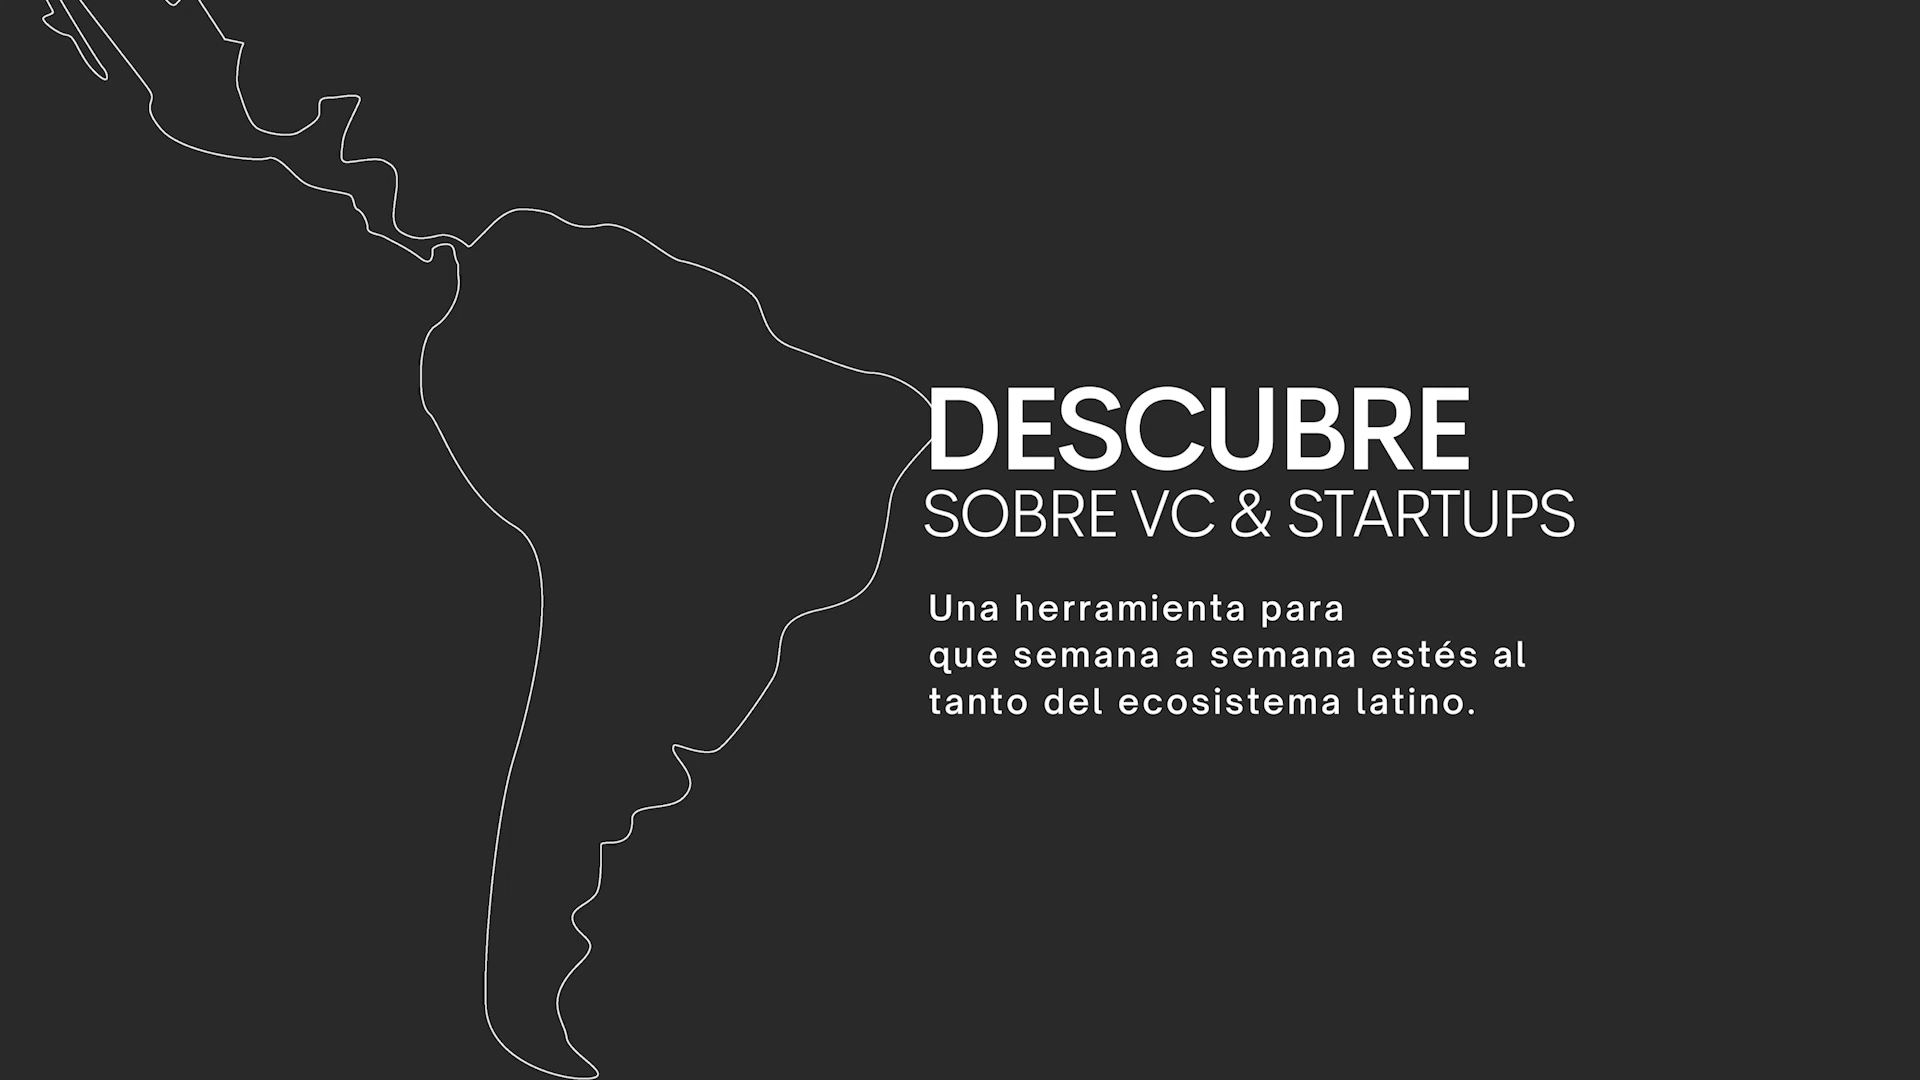 DESCUBRE
SOBRE VC & STARTUPS
Una herramienta para
que semana a semana estés al
tanto del ecosistema latino.